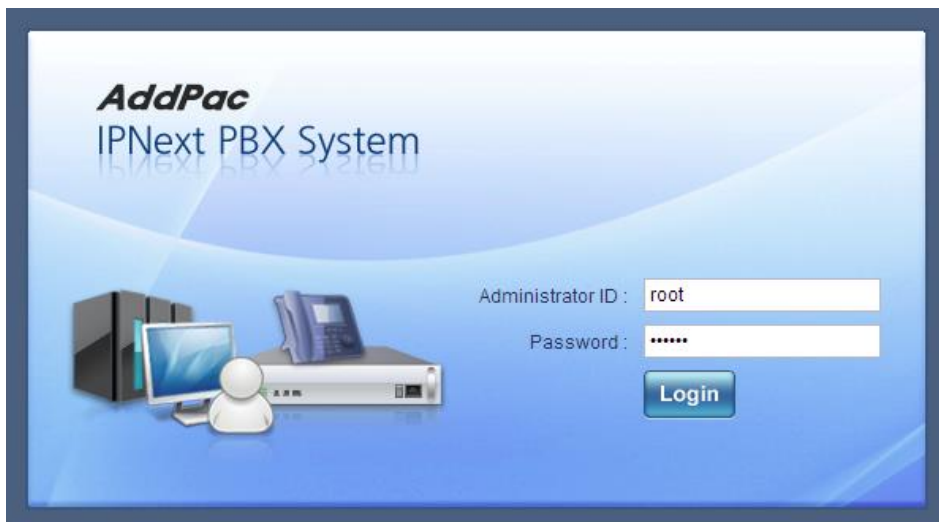 AddPac
IPNext PBX System
Administrator ID : root
Password : ••••••
Login